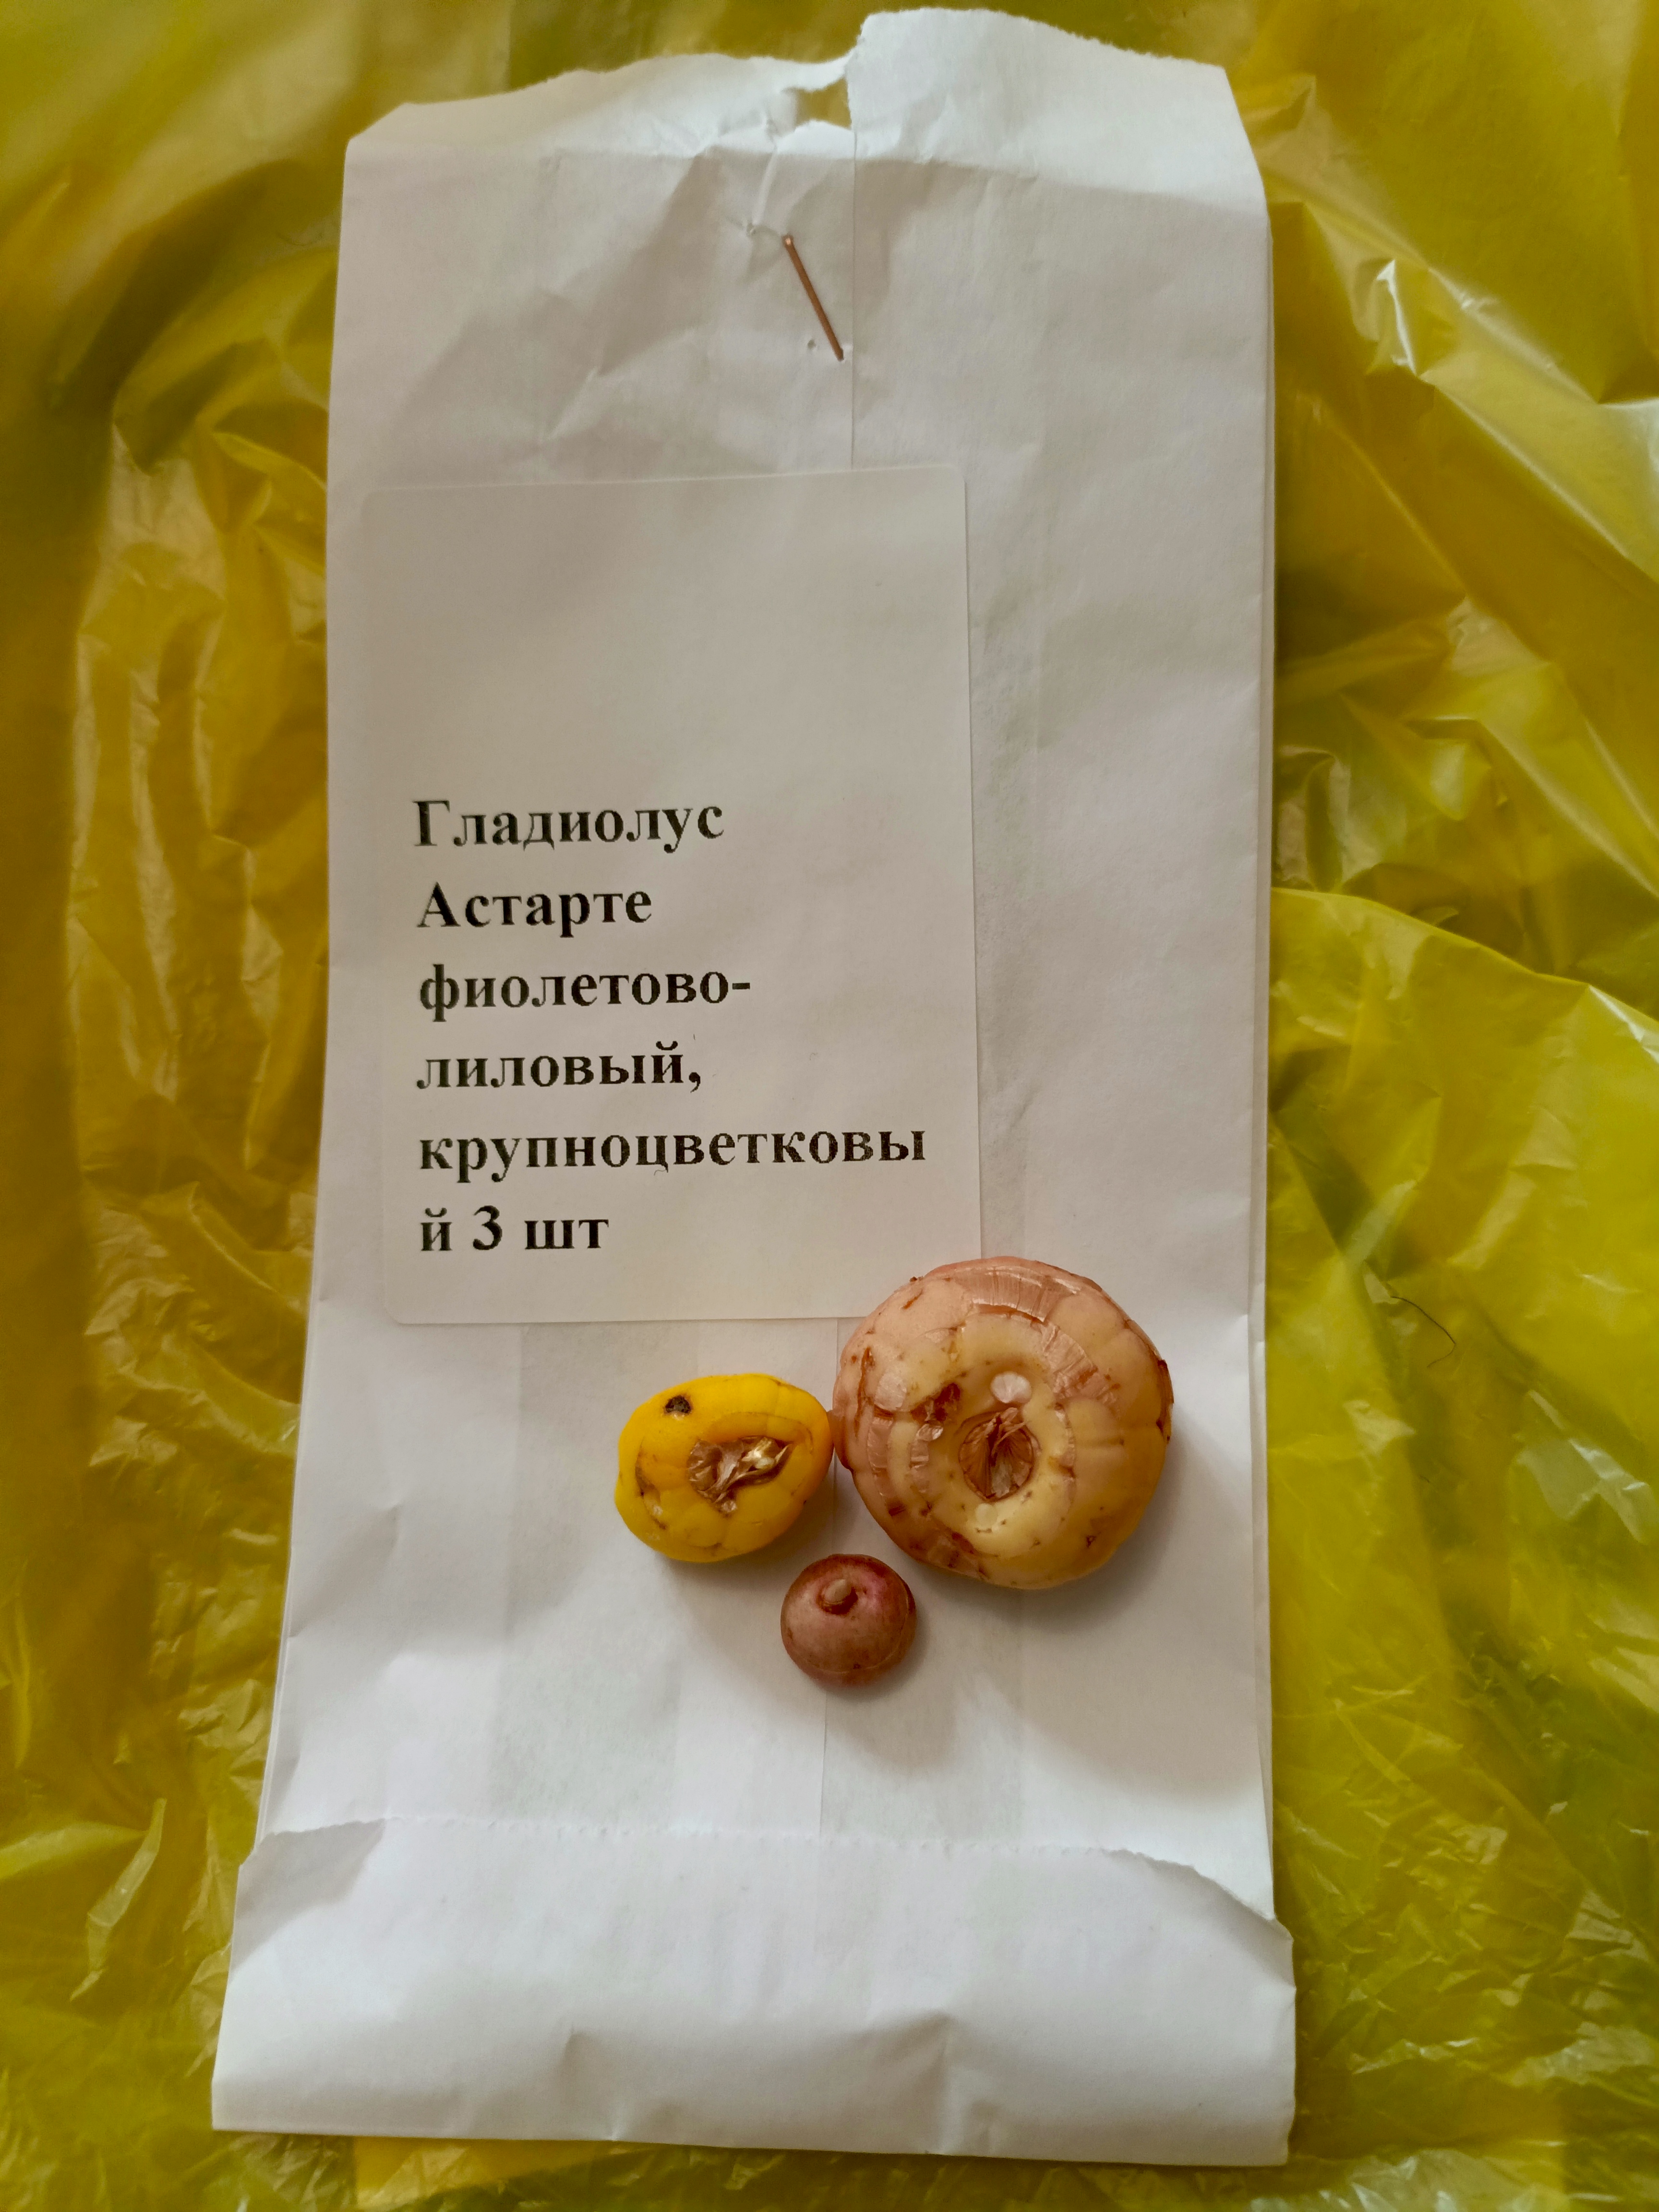 Гладиолус
Астарте
фиолетово-
лиловый,
крупноцветковы
й 3 шт